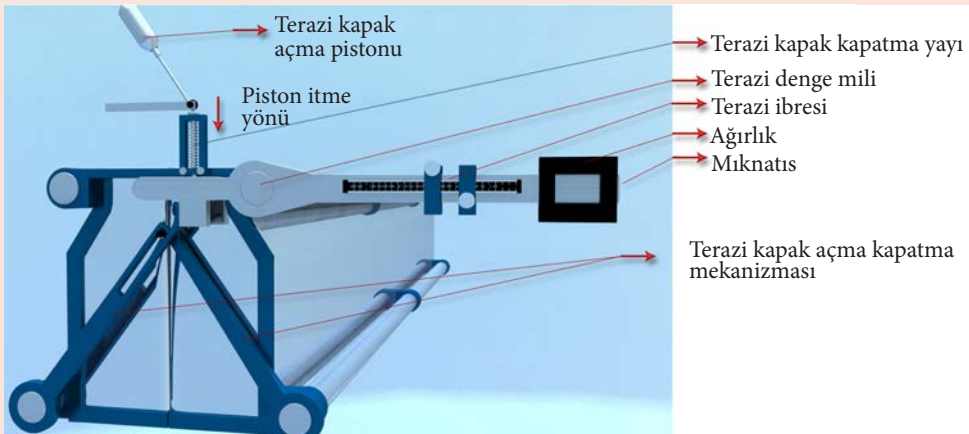 Terazi kapak
açma pistonu
Piston itme
yönü
Terazi kapak kapatma yayı
Terazi denge mili
Terazi ibresi
Ağırlık
Mıknatıs
Terazi kapak açma kapatma
mekanizması